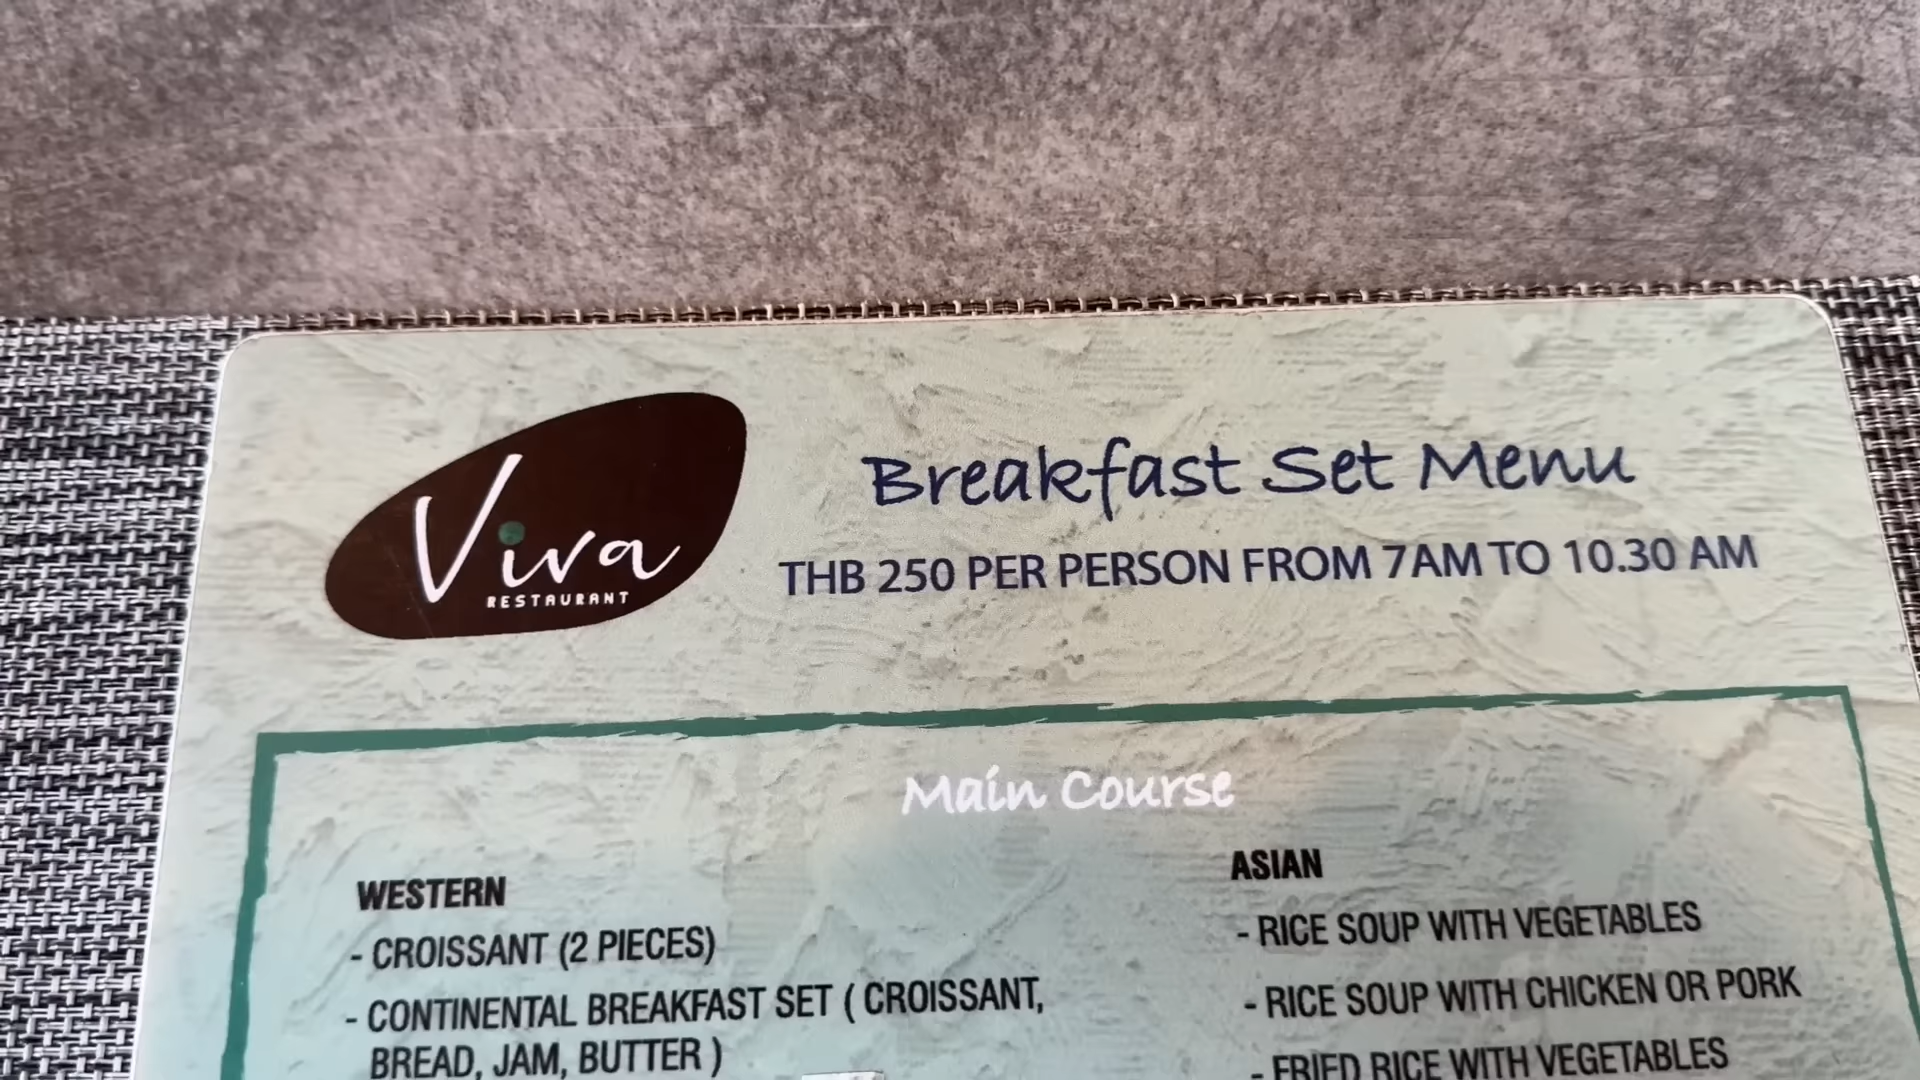 Viva
RESTAURANT
Breakfast Set Menu
THB 250 PER PERSON FROM 7AM TO 10.30 AM
Main Course
WESTERN
- CROISSANT (2 PIECES)
- CONTINENTAL BREAKFAST SET ( CROISSANT,
BREAD, JAM, BUTTER )
ASIAN
- RICE SOUP WITH VEGETABLES
- RICE SOUP WITH CHICKEN OR PORK
- FRIED RICE WITH VEGETABLES